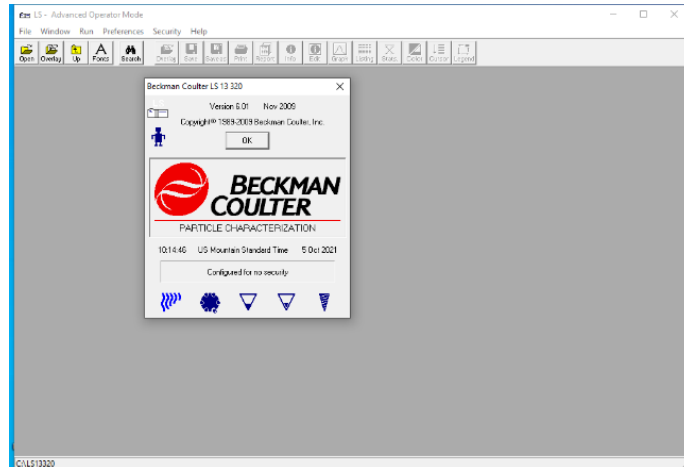 LS - Advanced Operator Mode
File Window Run Preferences Security Help
Open Overlay Up Fonts Search Overlay Save SaveAs Print Report Info Edit Graph Listing Stats Color Cursor Legend
Beckman Coulter LS 13 320
Version 6.01 Nov 2009
Copyright© 1989-2009 Beckman Coulter, Inc.
OK
BECKMAN
COULTER
PARTICLE CHARACTERIZATION
10:14:46 US Mountain Standard Time 5 Oct 2021
Configured for no security
C:\LS13320